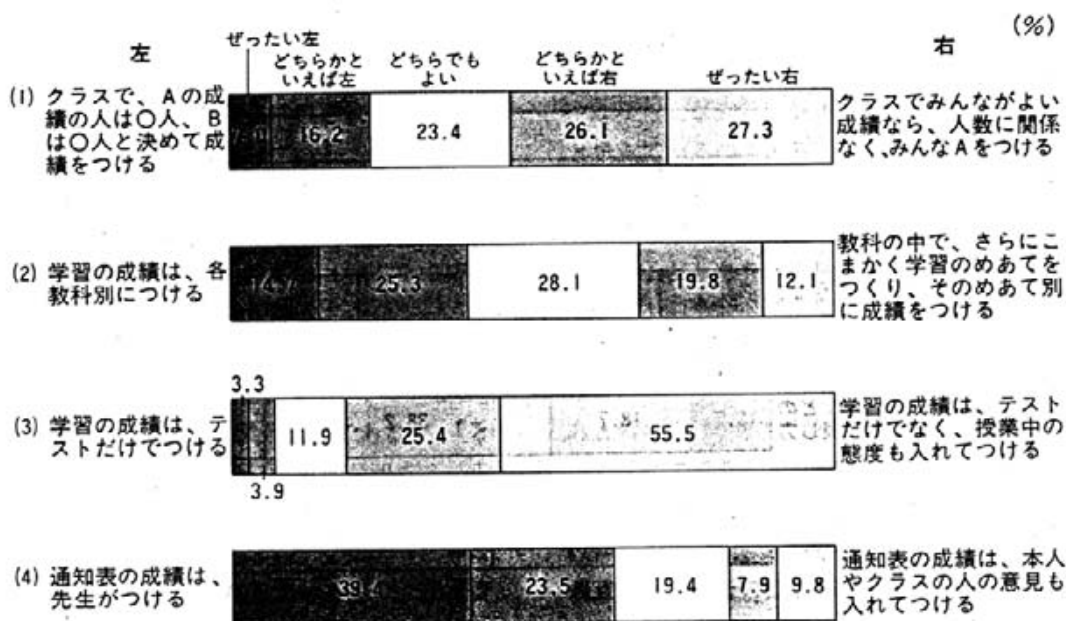 (%)
左
右
ぜったい左
どちらかと
いえば左
どちらでも
よい
どちらかと
いえば右
ぜったい右
(1) クラスで、Aの成
績の人は〇人、B
は〇人と決めて成
績をつける
16.2
23.4
26.1
27.3
クラスでみんながよい
成績なら、人数に関係
なく、みんなAをつける
(2) 学習の成績は、各
教科別につける
25.3
28.1
19.8
12.1
教科の中で、さらにこ
まかく学習のめあてを
つくり、そのめあて別
に成績をつける
(3) 学習の成績は、テ
ストだけでつける
3.3
3.9
11.9
25.4
55.5
学習の成績は、テスト
だけでなく、授業中の
態度も入れてつける
(4) 通知表の成績は、
先生がつける
23.5
19.4
7.9
9.8
通知表の成績は、本人
やクラスの人の意見も
入れてつける